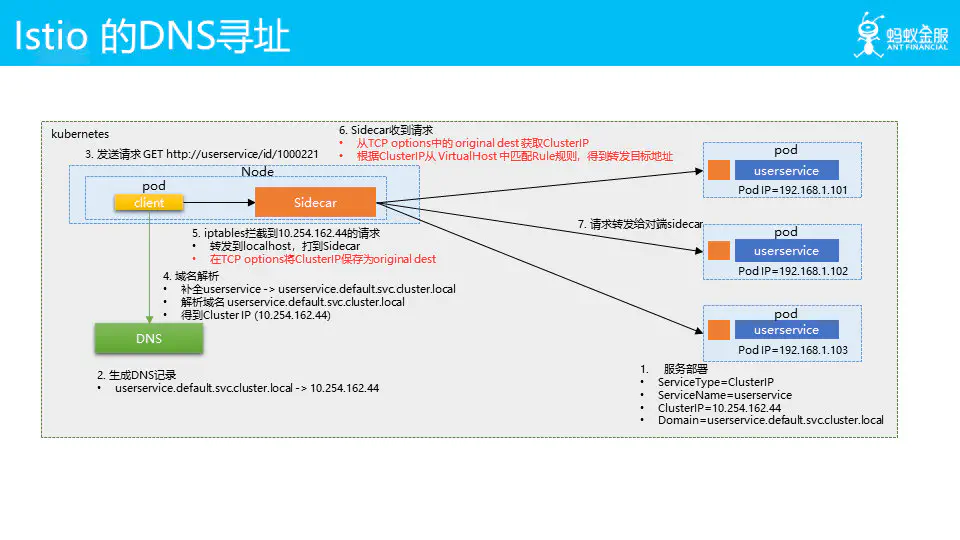 Istio 的DNS寻址
蚂蚁金服
ANT FINANCIAL
kubernetes
6. Sidecar收到请求
• 从TCP options中的 original dest 获取ClusterIP
• 根据ClusterIP从 VirtualHost 中匹配Rule规则，得到转发目标地址
3. 发送请求 GET http://userservice/id/1000221
Node
pod
client
Sidecar
5. iptables拦截到10.254.162.44的请求
• 转发到localhost，打到Sidecar
• 在TCP options将ClusterIP保存为original dest
4. 域名解析
• 补全userservice -> userservice.default.svc.cluster.local
• 解析域名 userservice.default.svc.cluster.local
• 得到Cluster IP (10.254.162.44)
DNS
2. 生成DNS记录
• userservice.default.svc.cluster.local -> 10.254.162.44
pod
userservice
Pod IP=192.168.1.101
7. 请求转发给对端sidecar
pod
userservice
Pod IP=192.168.1.102
pod
userservice
Pod IP=192.168.1.103
1. 服务部署
• ServiceType=ClusterIP
• ServiceName=userservice
• ClusterIP=10.254.162.44
• Domain=userservice.default.svc.cluster.local